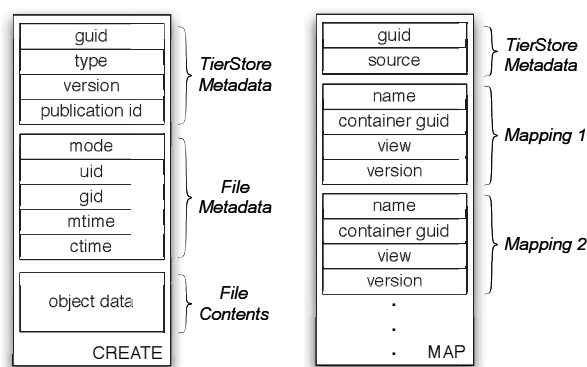 guid
type
version
publication id
TierStore
Metadata
mode
uid
gid
mtime
ctime
File
Metadata
object data
File
Contents
CREATE
guid
source
TierStore
Metadata
name
container guid
view
version
Mapping 1
name
container guid
view
version
Mapping 2
.
.
.
MAP